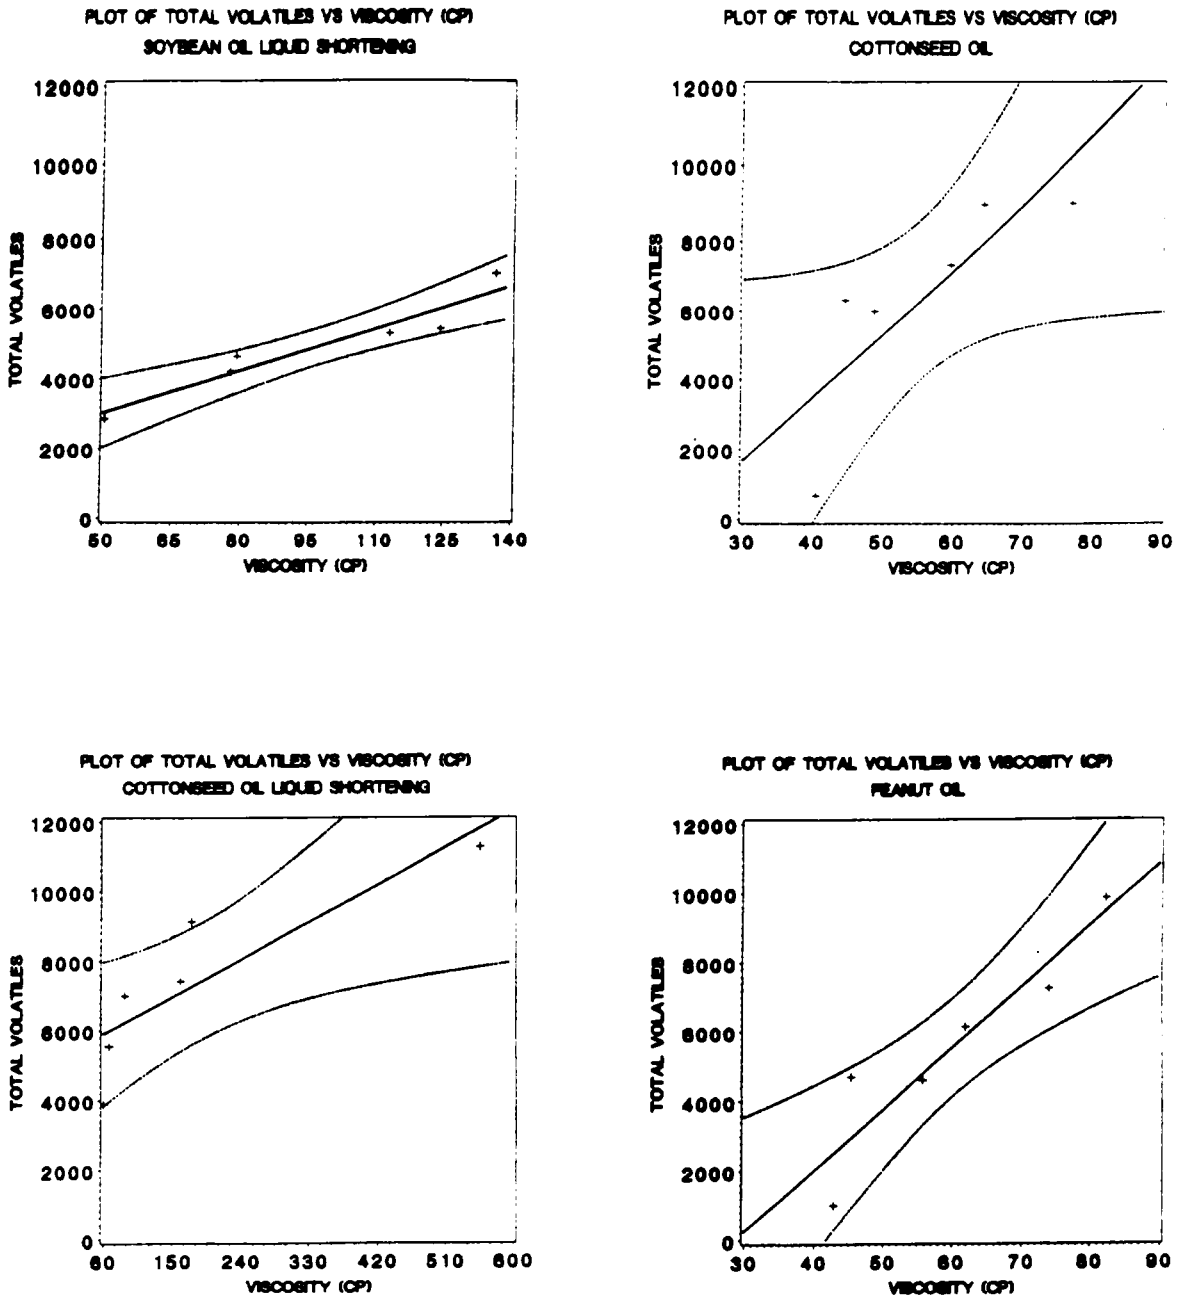 PLOT OF TOTAL VOLATILES VS VISCOSITY (CP)
SOYBEAN OIL LIQUID SHORTENING
12000
10000
8000
6000
4000
2000
0
TOTAL VOLATILES
50 65 80 95 110 125 140
VISCOSITY (CP)
PLOT OF TOTAL VOLATILES VS VISCOSITY (CP)
COTTONSEED OIL
12000
10000
8000
6000
4000
2000
0
TOTAL VOLATILES
30 40 50 60 70 80 90
VISCOSITY (CP)
PLOT OF TOTAL VOLATILES VS VISCOSITY (CP)
COTTONSEED OIL LIQUID SHORTENING
12000
10000
8000
6000
4000
2000
0
TOTAL VOLATILES
60 150 240 330 420 510 600
VISCOSITY (CP)
PLOT OF TOTAL VOLATILES VS VISCOSITY (CP)
PEANUT OIL
12000
10000
8000
6000
4000
2000
0
TOTAL VOLATILES
30 40 50 60 70 80 90
VISCOSITY (CP)